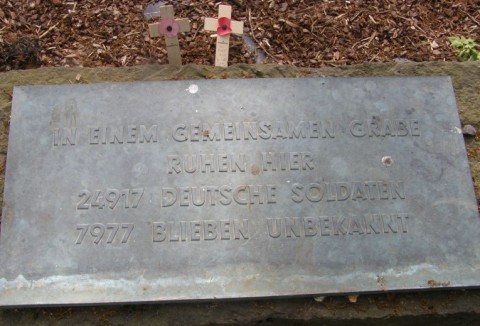 IN EINEM GEMEINSAMEN GRABE
RUHEN HIER
24917 DEUTSCHE SOLDATEN
7977 BLIEBEN UNBEKANNT